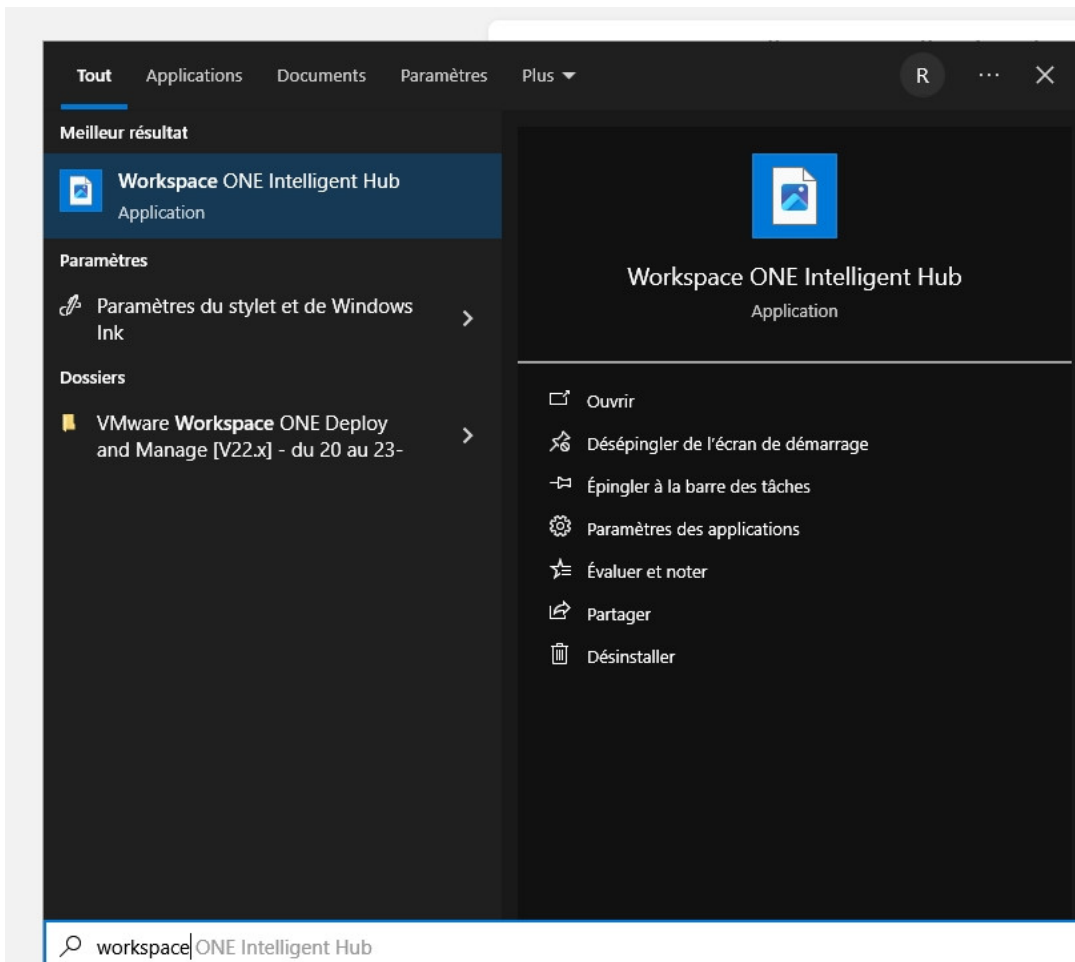 Tout Applications Documents Paramètres Plus R ... X
Meilleur résultat
Workspace ONE Intelligent Hub
Application
Paramètres
Paramètres du stylet et de Windows
Ink
Dossiers
VMware Workspace ONE Deploy
and Manage [V22.x] - du 20 au 23-
Workspace ONE Intelligent Hub
Application
Ouvrir
Désépingler de l'écran de démarrage
Épingler à la barre des tâches
Paramètres des applications
Évaluer et noter
Partager
Désinstaller
workspace ONE Intelligent Hub